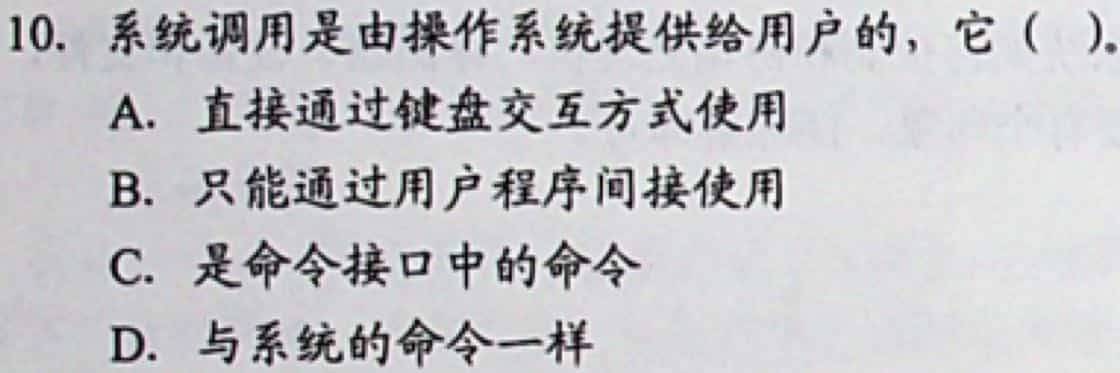 10. 系统调用是由操作系统提供给用户的，它（ ）。
A. 直接通过键盘交互方式使用
B. 只能通过用户程序间接使用
C. 是命令接口中的命令
D. 与系统的命令一样